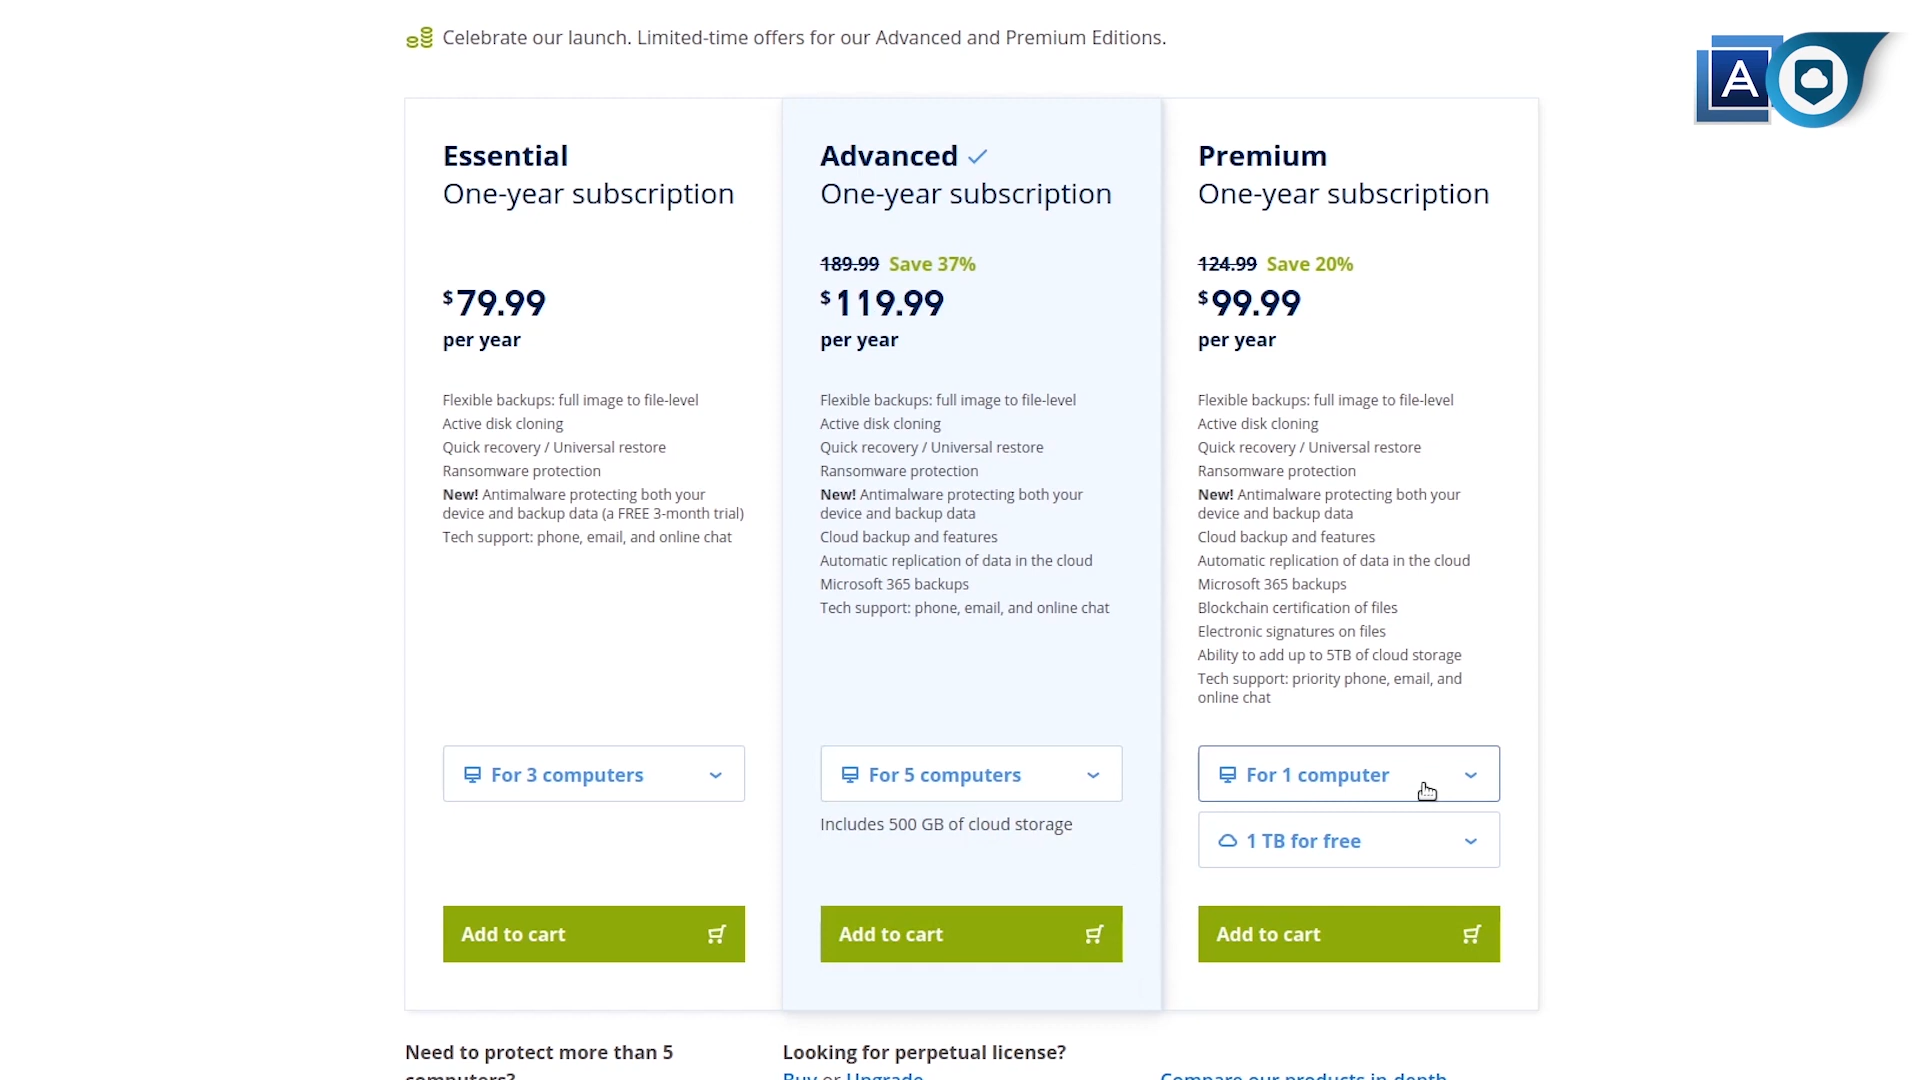 Celebrate our launch. Limited-time offers for our Advanced and Premium Editions.
A
Essential
One-year subscription
$79.99
per year
Flexible backups: full image to file-level
Active disk cloning
Quick recovery / Universal restore
Ransomware protection
New! Antimalware protecting both your
device and backup data (a FREE 3-month trial)
Tech support: phone, email, and online chat
For 3 computers
Add to cart
Advanced
One-year subscription
189.99 Save 37%
$119.99
per year
Flexible backups: full image to file-level
Active disk cloning
Quick recovery / Universal restore
Ransomware protection
New! Antimalware protecting both your
device and backup data
Cloud backup and features
Automatic replication of data in the cloud
Microsoft 365 backups
Tech support: phone, email, and online chat
For 5 computers
Includes 500 GB of cloud storage
Add to cart
Premium
One-year subscription
124.99 Save 20%
$99.99
per year
Flexible backups: full image to file-level
Active disk cloning
Quick recovery / Universal restore
Ransomware protection
New! Antimalware protecting both your
device and backup data
Cloud backup and features
Automatic replication of data in the cloud
Microsoft 365 backups
Blockchain certification of files
Electronic signatures on files
Ability to add up to 5TB of cloud storage
Tech support: priority phone, email, and
online chat
For 1 computer
1 TB for free
Add to cart
Need to protect more than 5
computers?
Looking for perpetual license?
Buy or Upgrade
Compare our products in-depth